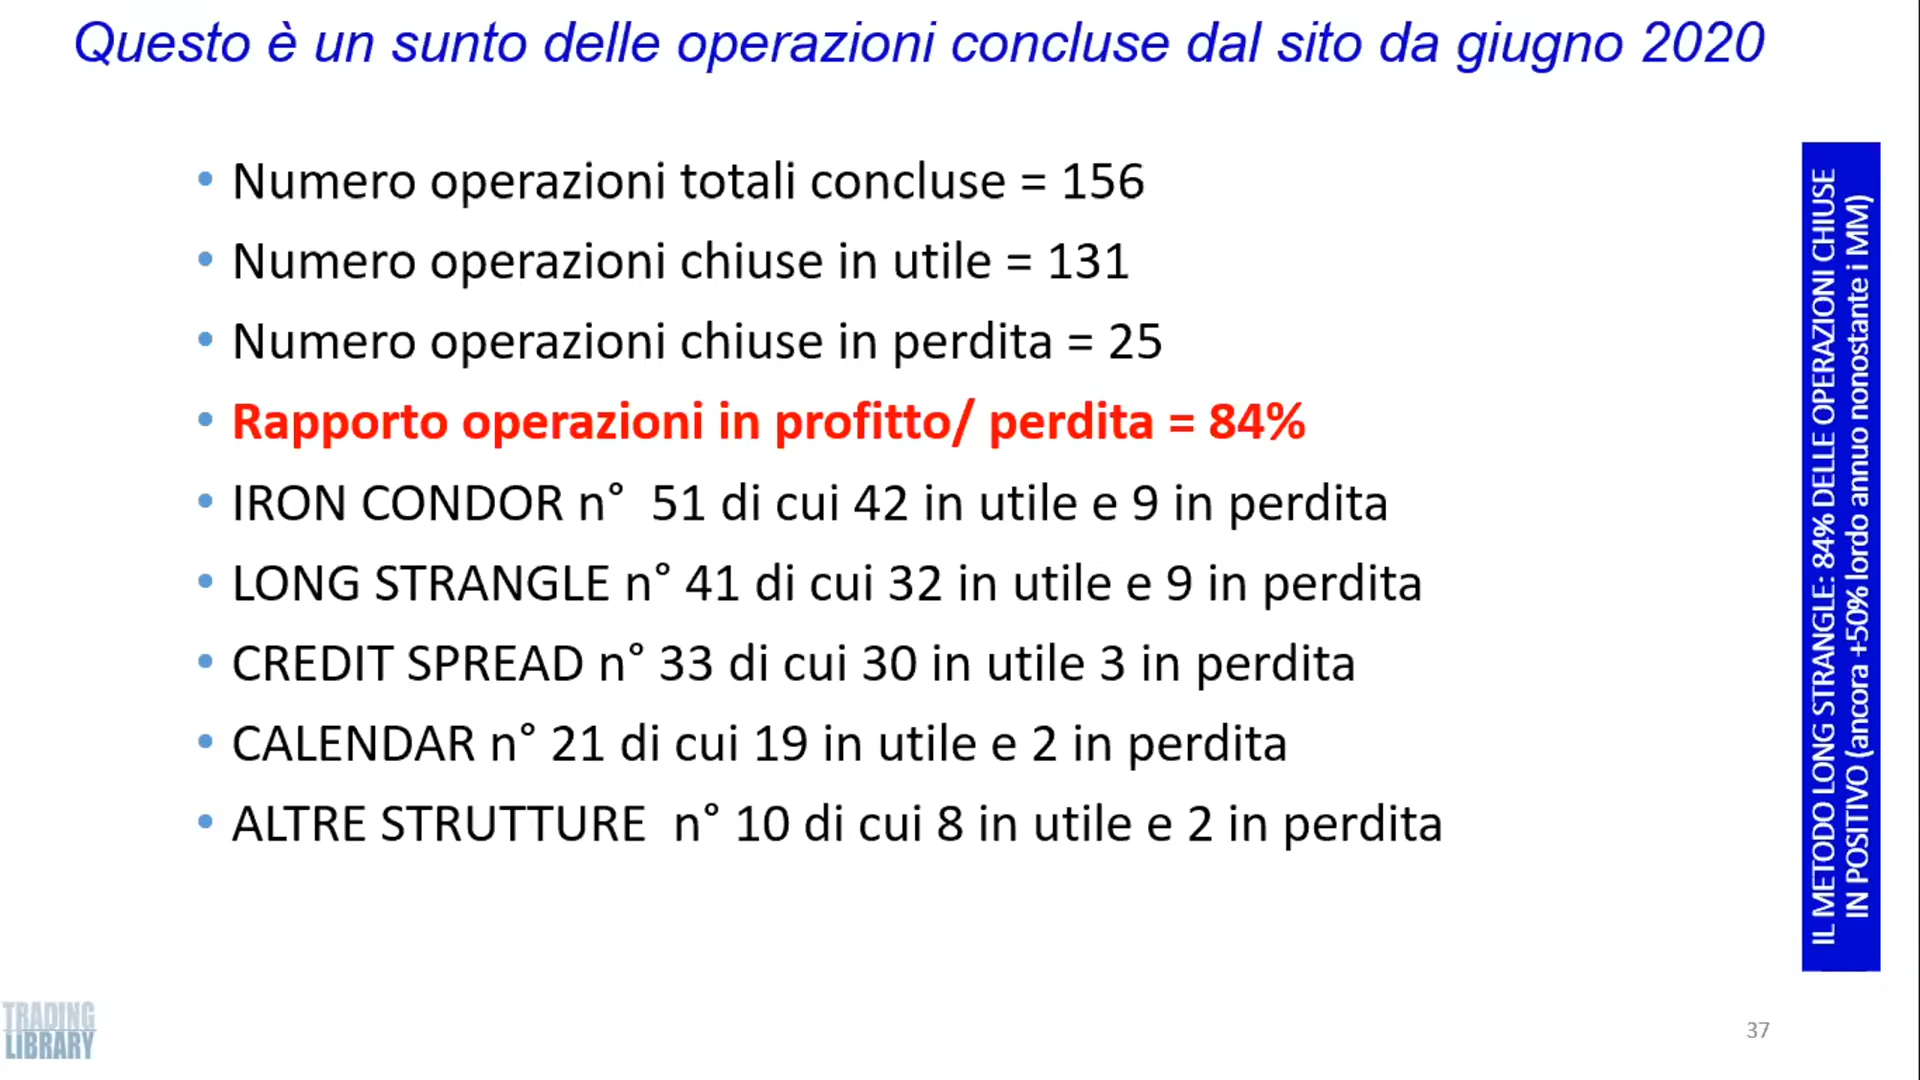 Questo è un sunto delle operazioni concluse dal sito da giugno 2020
• Numero operazioni totali concluse = 156
• Numero operazioni chiuse in utile = 131
• Numero operazioni chiuse in perdita = 25
• Rapporto operazioni in profitto/ perdita = 84%
• IRON CONDOR n°  51 di cui 42 in utile e 9 in perdita
• LONG STRANGLE n° 41 di cui 32 in utile e 9 in perdita
• CREDIT SPREAD n° 33 di cui 30 in utile 3 in perdita
• CALENDAR n° 21 di cui 19 in utile e 2 in perdita
• ALTRE STRUTTURE  n° 10 di cui 8 in utile e 2 in perdita
IL METODO LONG STRANGLE: 84% DELLE OPERAZIONI CHIUSE
IN POSITIVO (ancora +50% lordo annuo nonostante i MM)
TRADING
LIBRARY
37